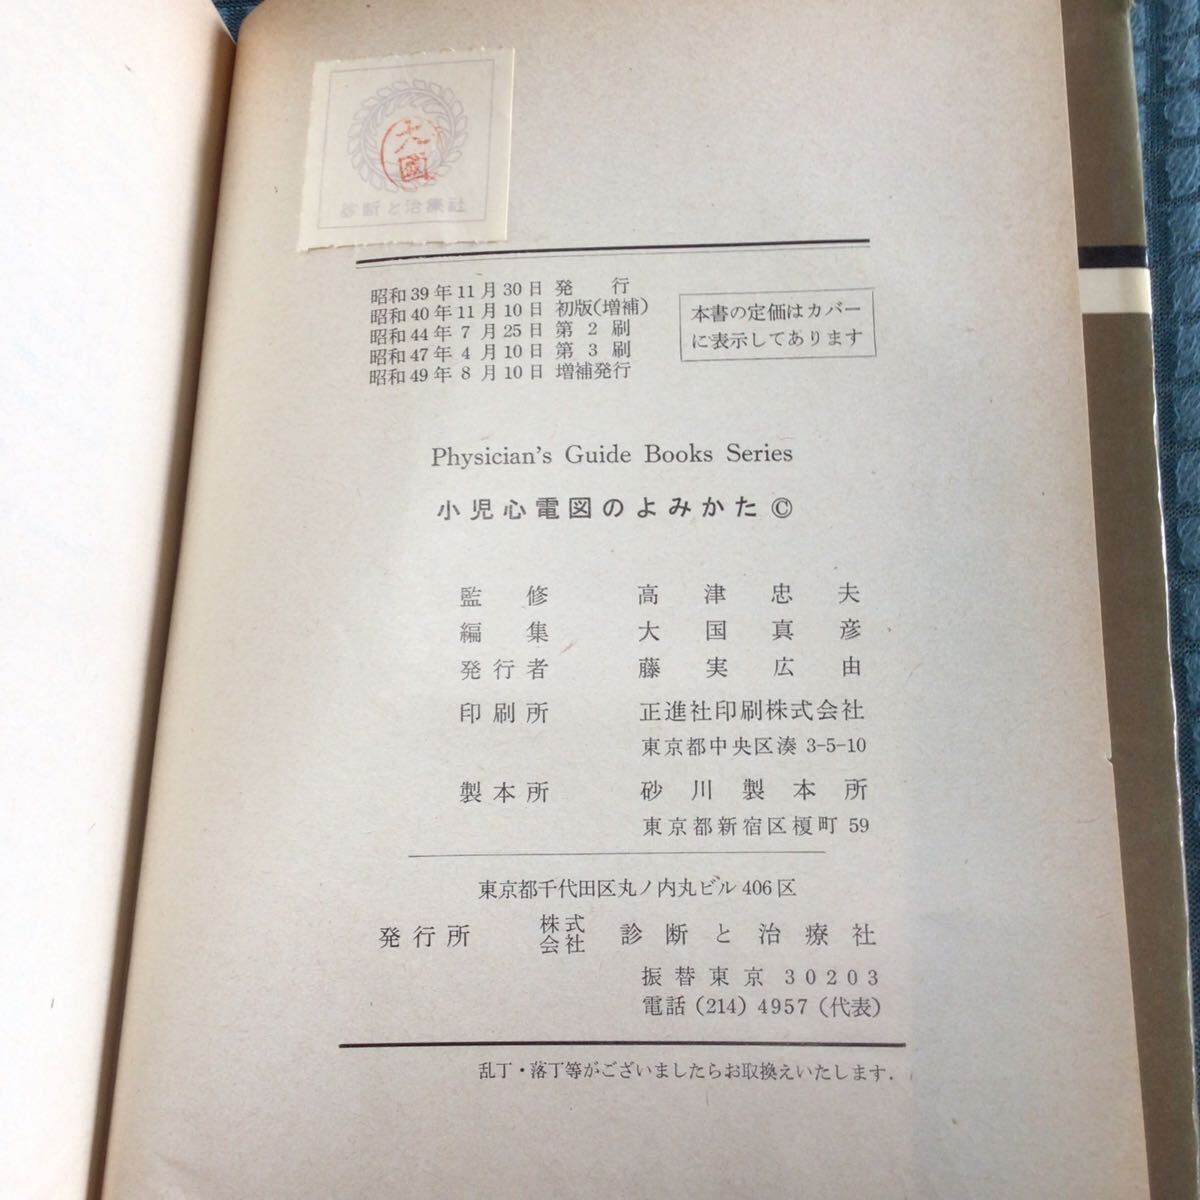 大國
診断と治療社
昭和39年11月30日 発行
昭和40年11月10日 初版(増補)
昭和44年 7月25日 第2刷
昭和47年 4月10日 第3刷
昭和49年 8月10日 増補発行
本書の定価はカバー
に表示してあります
Physician's Guide Books Series
小児心電図のよみかた ©
監修 高津忠夫
編集 大国真彦
発行者 藤実広由
印刷所 正進社印刷株式会社
東京都中央区湊 3-5-10
製本所 砂川製本所
東京都新宿区榎町 59
東京都千代田区丸ノ内丸ビル 406区
発行所 株式会社 診断と治療社
振替東京 30203
電話 (214) 4957 (代表)
乱丁・落丁等がございましたらお取換えいたします.